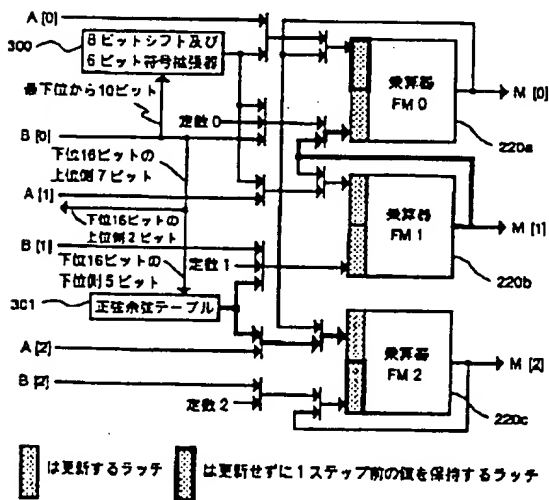 A [0]
300
8ビットシフト及び
6ビット符号拡張器
最下位から10ビット
定数0
B [0]
下位16ビットの
上位側7ビット
A [1]
下位16ビットの
上位側2ビット
B [1]
下位16ビットの
下位側5ビット
定数1
301
正弦余弦テーブル
A [2]
B [2]
定数2
乗算器
FM 0
M [0]
220a
乗算器
FM 1
M [1]
220b
乗算器
FM 2
M [2]
220c
は更新するラッチ
は更新せずに1ステップ前の値を保持するラッチ